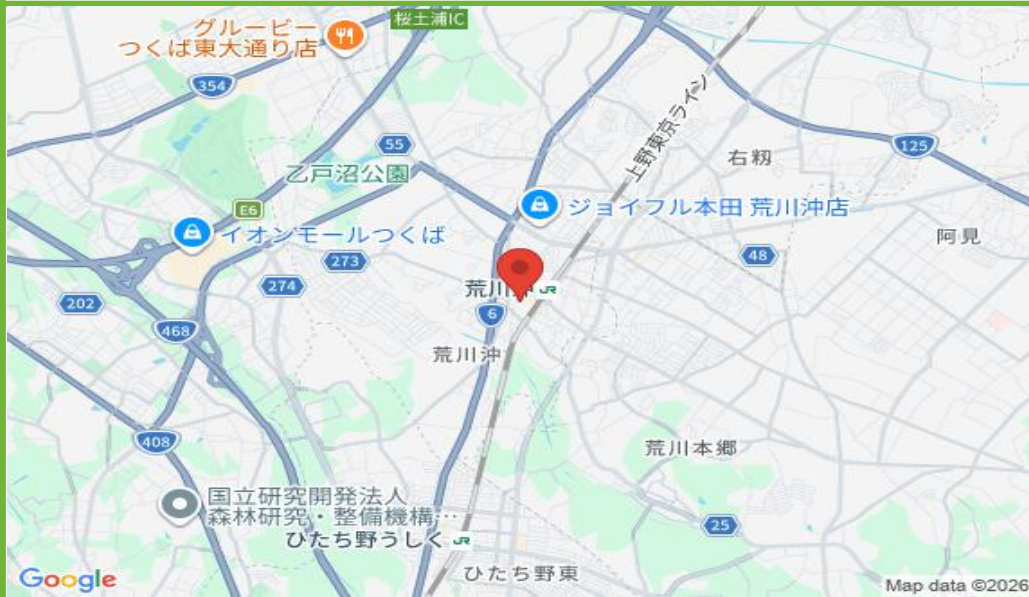 桜土浦IC
グルービー
つくば東大通り店
354
上野東京ライン
55
125
右籾
乙戸沼公園
E6
ジョイフル本田 荒川沖店
イオンモールつくば
阿見
48
273
274
荒川沖
JR
202
6
468
荒川沖
408
荒川本郷
国立研究開発法人
森林研究・整備機構…
25
ひたち野うしく JR
ひたち野東
Google
Map data ©2026